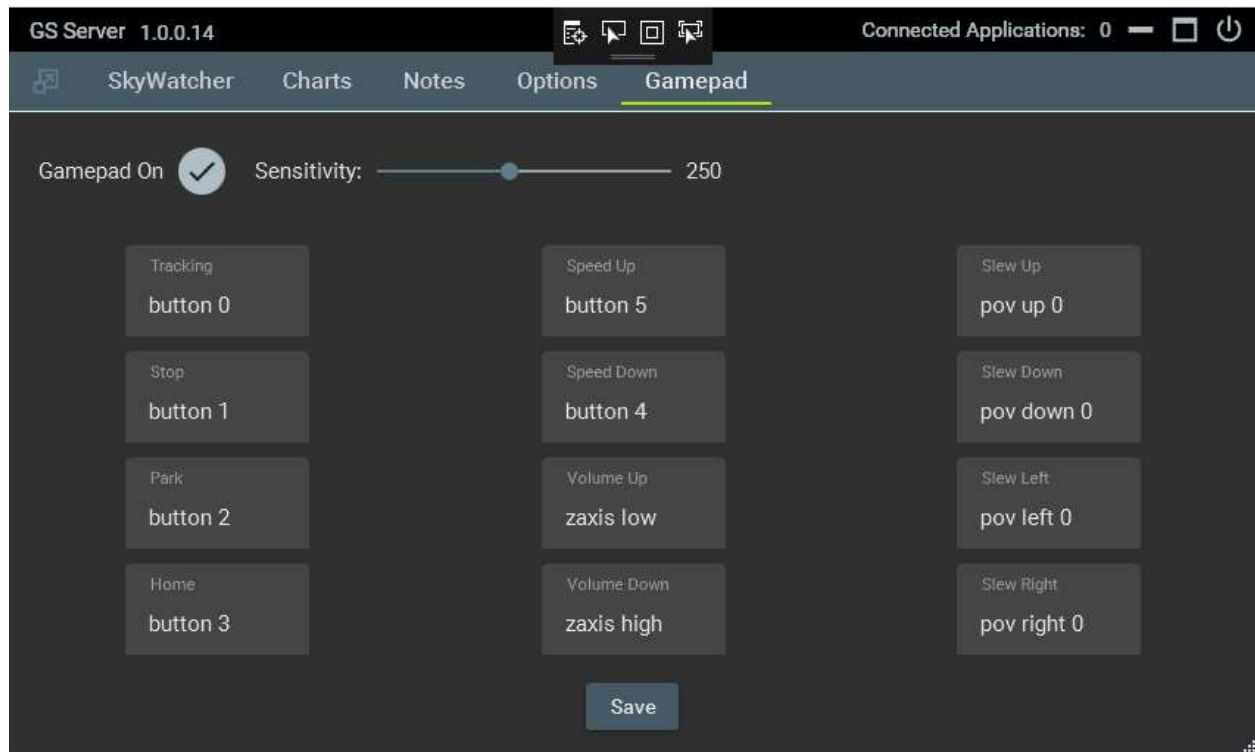 GS Server 1.0.0.14
Connected Applications: 0
SkyWatcher Charts Notes Options Gamepad
Gamepad On Sensitivity: 250
Tracking
button 0
Speed Up
button 5
Slew Up
pov up 0
Stop
button 1
Speed Down
button 4
Slew Down
pov down 0
Park
button 2
Volume Up
zaxis low
Slew Left
pov left 0
Home
button 3
Volume Down
zaxis high
Slew Right
pov right 0
Save